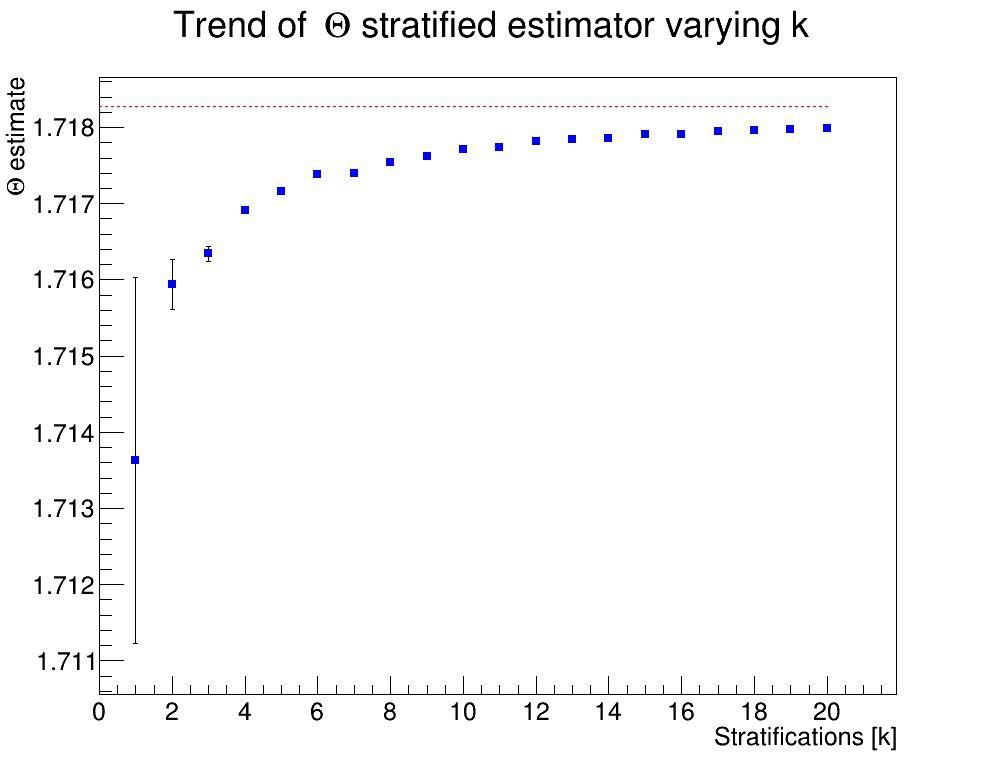 Trend of Θ stratified estimator varying k
Θ estimate
1.718
1.717
1.716
1.715
1.714
1.713
1.712
1.711
0 2 4 6 8 10 12 14 16 18 20
Stratifications [k]